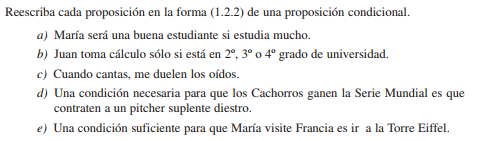 Reescriba cada proposición en la forma (1.2.2) de una proposición condicional.
a) María será una buena estudiante si estudia mucho.
b) Juan toma cálculo sólo si está en 2º, 3º o 4º grado de universidad.
c) Cuando cantas, me duelen los oídos.
d) Una condición necesaria para que los Cachorros ganen la Serie Mundial es que
contraten a un pitcher suplente diestro.
e) Una condición suficiente para que María visite Francia es ir a la Torre Eiffel.